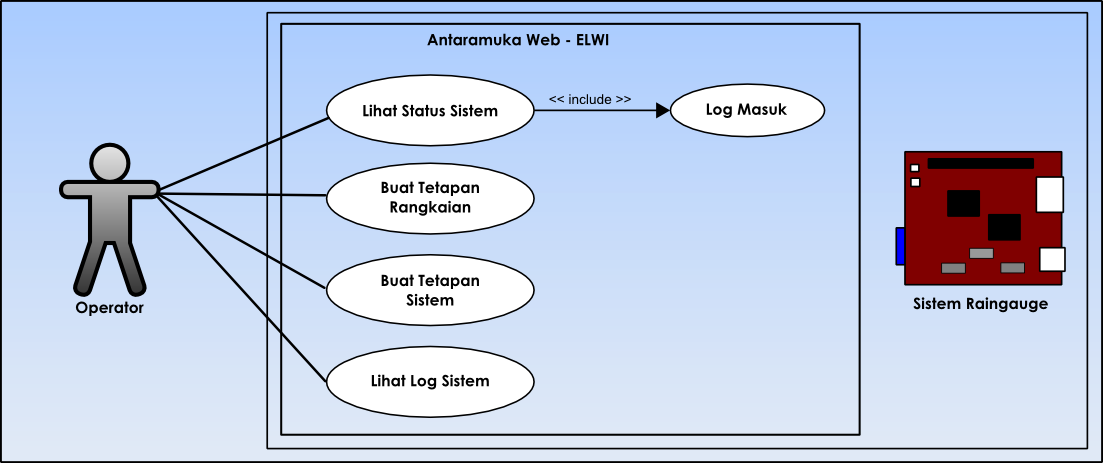 Antaramuka Web - ELWI
Lihat Status Sistem
<< include >>
Log Masuk
Buat Tetapan
Rangkaian
Buat Tetapan
Sistem
Lihat Log Sistem
Operator
Sistem Raingauge